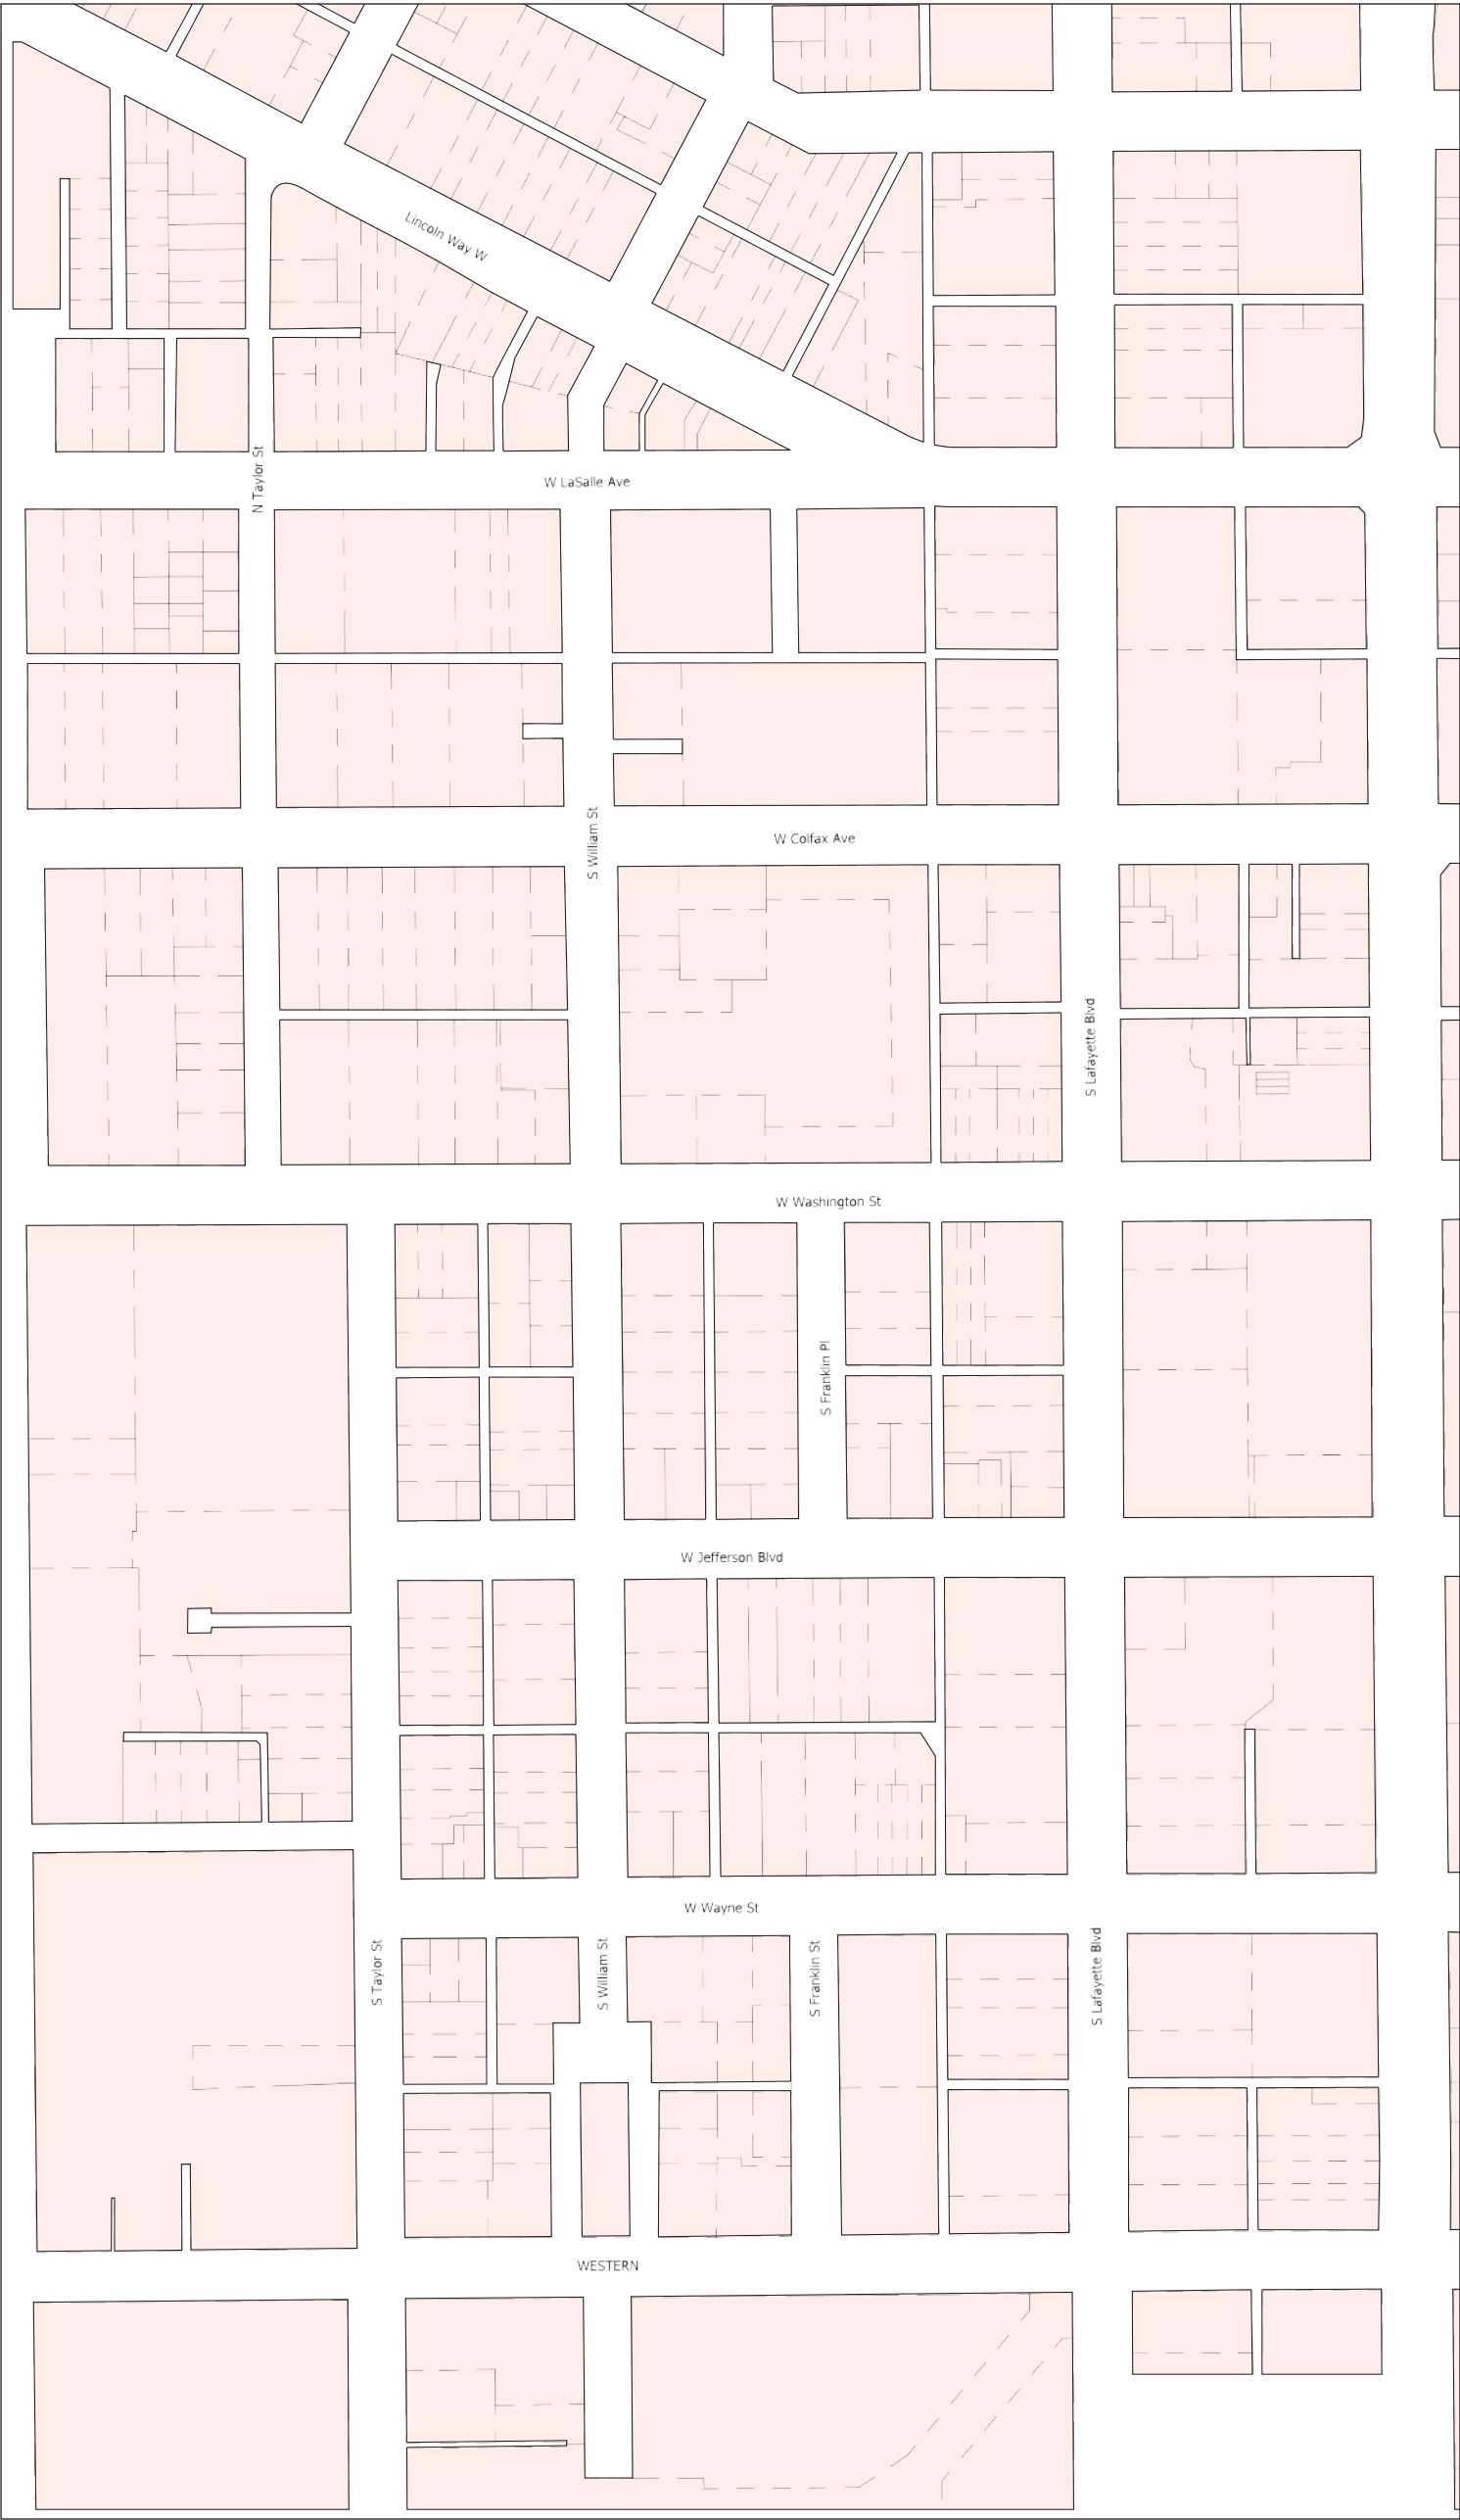 Lincoln Way W
N Taylor St
W LaSalle Ave
S William St
W Colfax Ave
S Lafayette Blvd
W Washington St
S Franklin Pl
W Jefferson Blvd
W Wayne St
S Taylor St
S William St
S Franklin St
S Lafayette Blvd
WESTERN